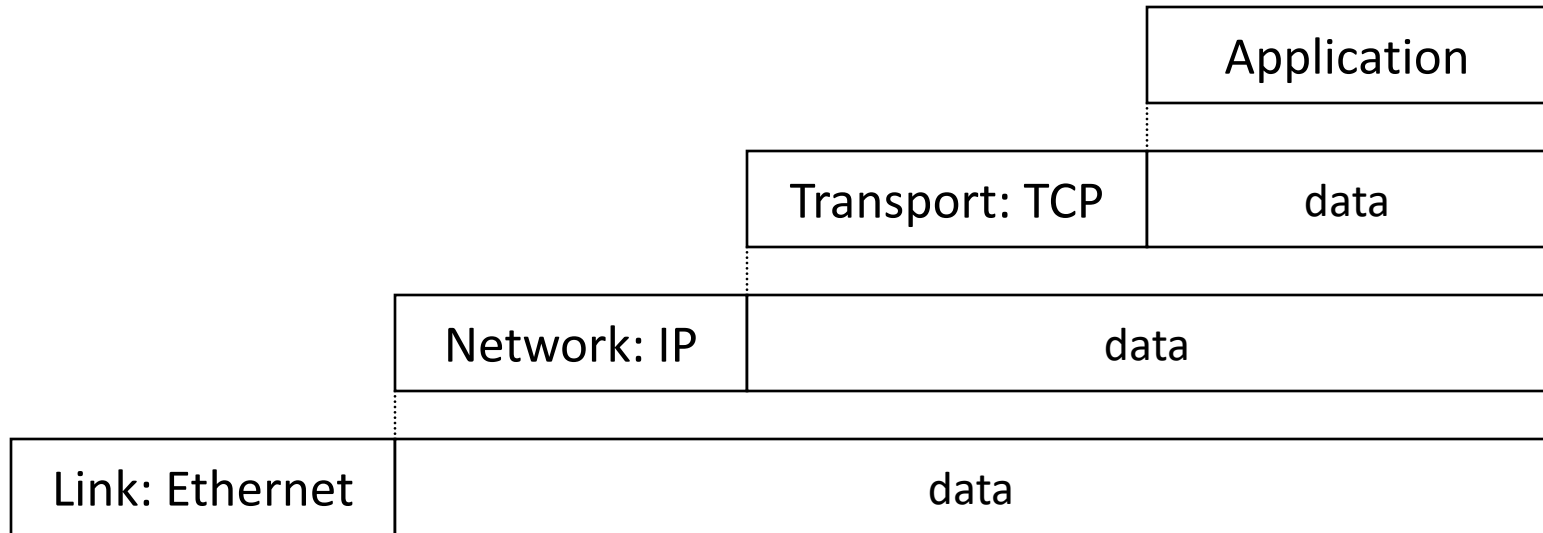 Application
Transport: TCP data
Network: IP data
Link: Ethernet data